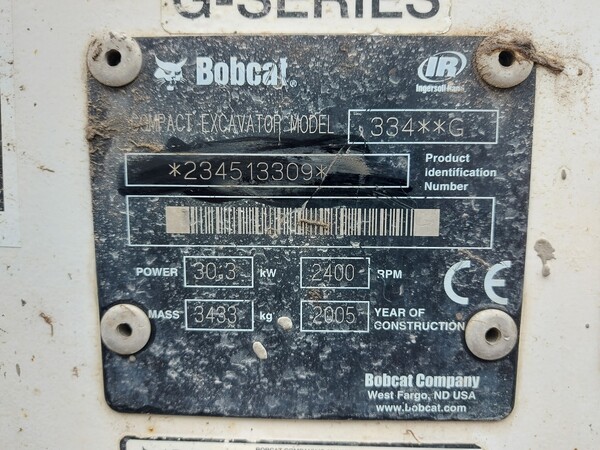 G-SERIES
Bobcat®
IR
Ingersoll-Rand
COMPACT EXCAVATOR MODEL 334**G
*234513309* Product
identification
Number
POWER 30.3 kW 2400 RPM
MASS 3433 kg 2005 YEAR OF
CONSTRUCTION
CE
Bobcat Company
West Fargo, ND USA
www.bobcat.com